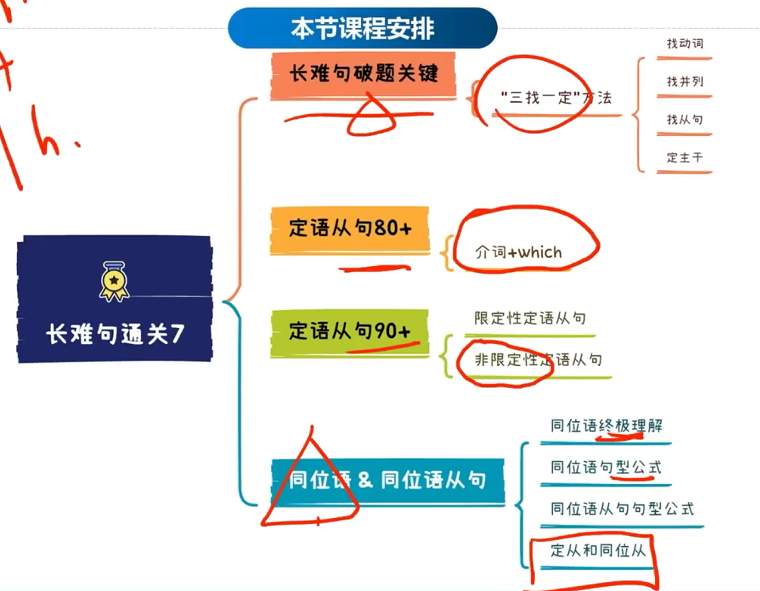 本节课程安排
长难句破题关键
"三找一定"方法
找动词
找并列
找从句
定主干
长难句通关7
定语从句80+
介词+which
定语从句90+
限定性定语从句
非限定性定语从句
同位语 & 同位语从句
同位语终极理解
同位语句型公式
同位语从句句型公式
定从和同位从
h.